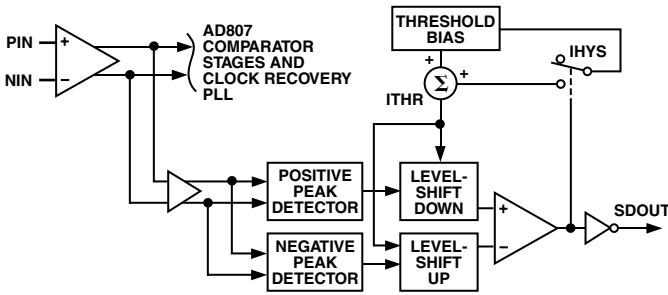 PIN
NIN
+
−
AD807
COMPARATOR
STAGES AND
CLOCK RECOVERY
PLL
THRESHOLD
BIAS
IHYS
+
+
Σ
ITHR
POSITIVE
PEAK
DETECTOR
LEVEL-
SHIFT
DOWN
NEGATIVE
PEAK
DETECTOR
LEVEL-
SHIFT
UP
+
−
SDOUT